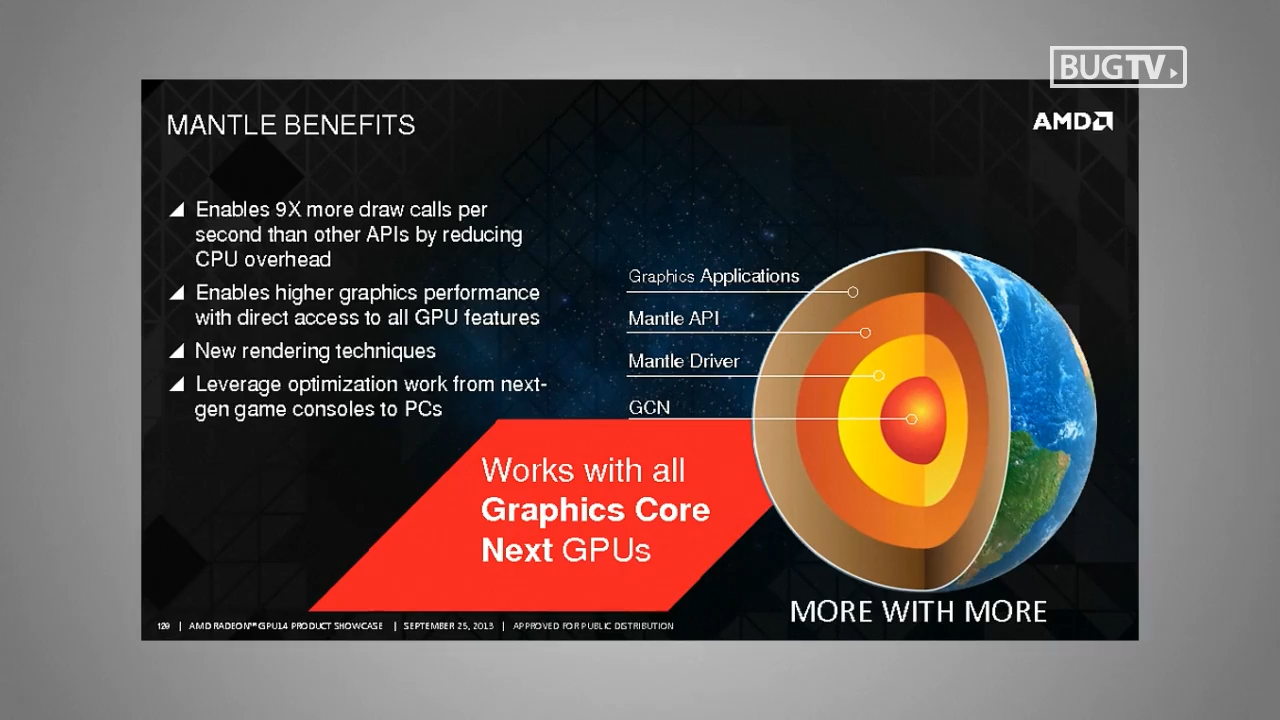 BUGTV
MANTLE BENEFITS
AMD
Enables 9X more draw calls per
second than other APIs by reducing
CPU overhead
Enables higher graphics performance
with direct access to all GPU features
New rendering techniques
Leverage optimization work from next-
gen game consoles to PCs
Graphics Applications
Mantle API
Mantle Driver
GCN
Works with all
Graphics Core
Next GPUs
MORE WITH MORE
129 | AMD RADEON™ GPU14 PRODUCT SHOWCASE | SEPTEMBER 25, 2013 | APPROVED FOR PUBLIC DISTRIBUTION